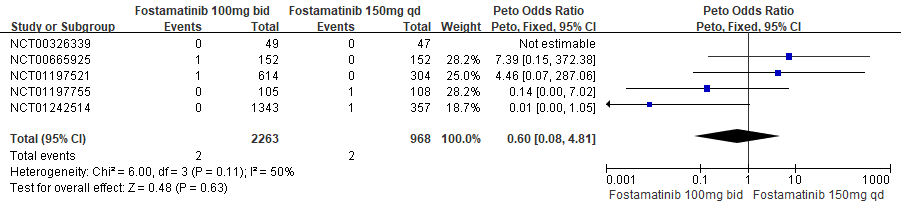 Fostamatinib 100mg bid Fostamatinib 150mg qd Peto Odds Ratio Peto Odds Ratio
Study or Subgroup Events Total Events Total Weight Peto, Fixed, 95% CI Peto, Fixed, 95% CI
NCT00326339 0 49 0 47 Not estimable
NCT00665925 1 152 0 152 28.2% 7.39 [0.15, 372.38]
NCT01197521 1 614 0 304 25.0% 4.46 [0.07, 287.06]
NCT01197755 0 105 1 108 28.2% 0.14 [0.00, 7.02]
NCT01242514 0 1343 1 357 18.7% 0.01 [0.00, 1.05]
Total (95% CI) 2263 968 100.0% 0.60 [0.08, 4.81]
Total events 2 2
Heterogeneity: Chi² = 6.00, df = 3 (P = 0.11); I² = 50%
Test for overall effect: Z = 0.48 (P = 0.63)
0.001 0.1 1 10 1000
Fostamatinib 100mg bid Fostamatinib 150mg qd